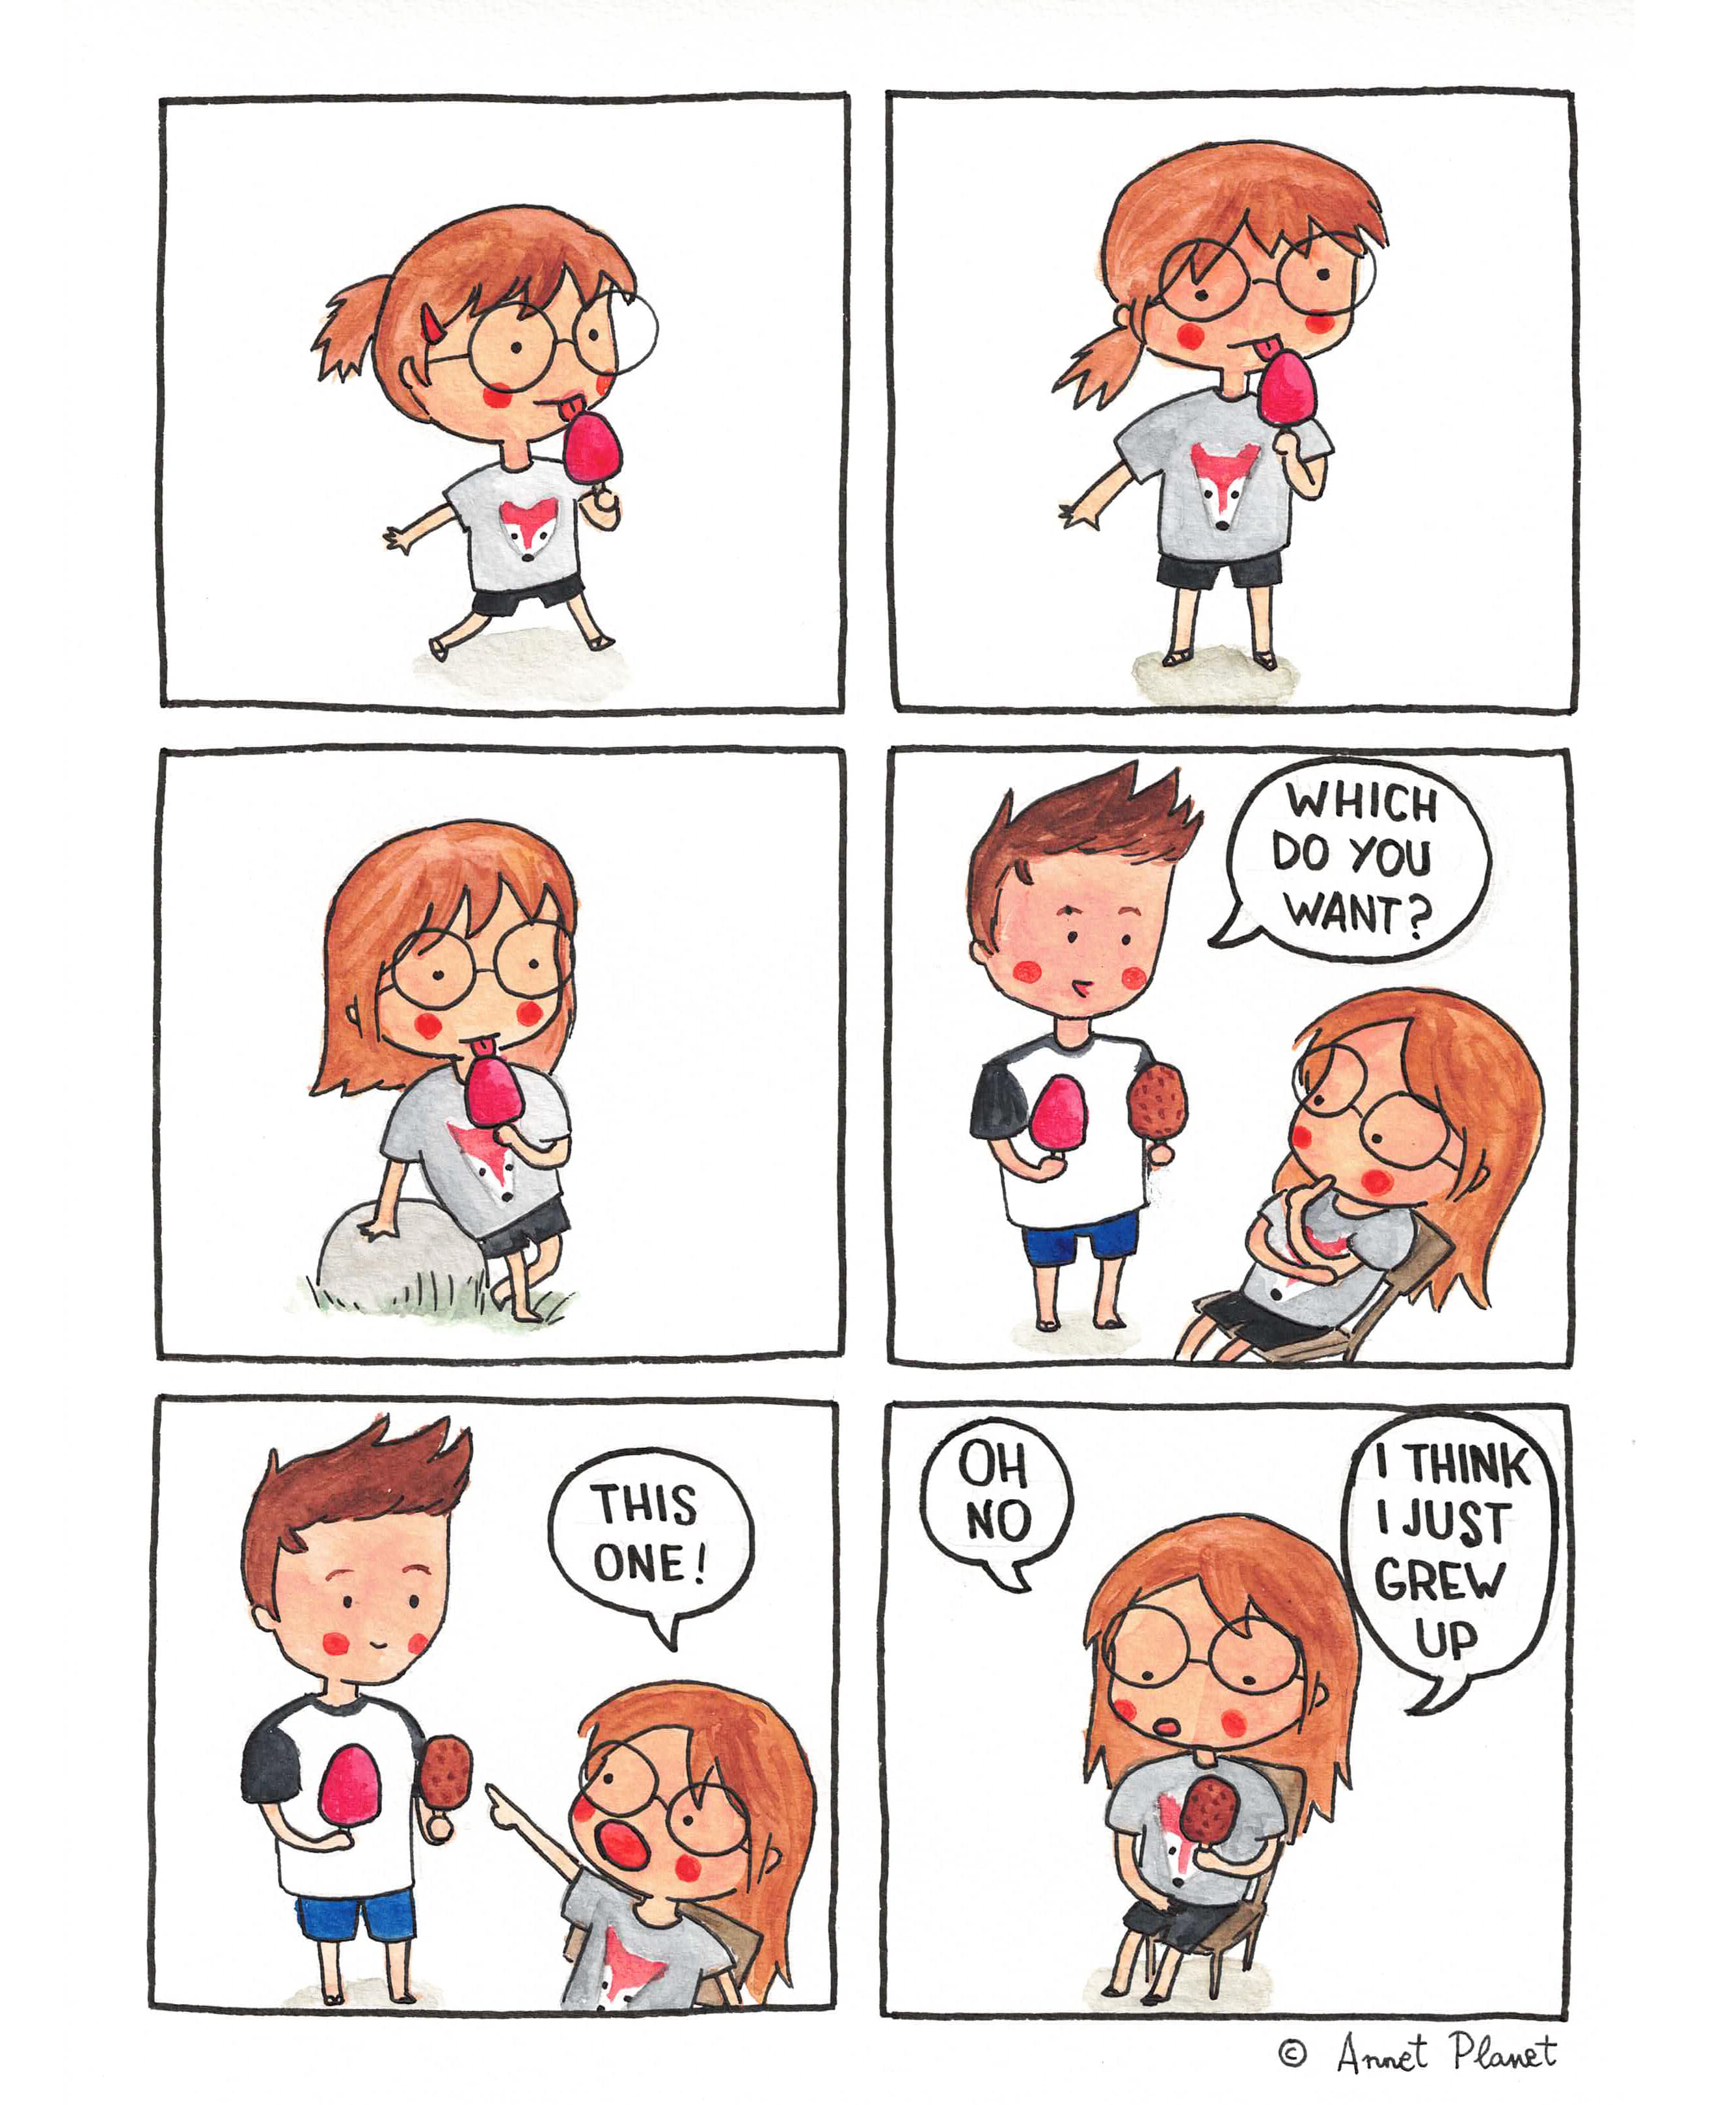 WHICH
DO YOU
WANT?
THIS
ONE!
OH
NO
I THINK
I JUST
GREW
UP
© Annet Planet